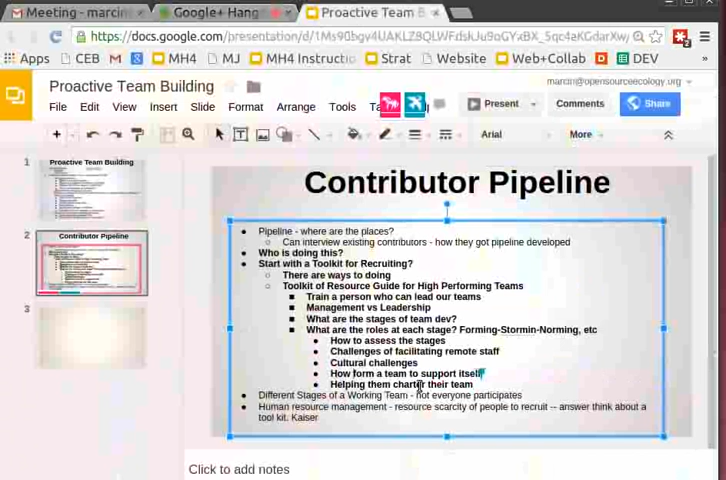 Meeting - marcin
Google+ Hang
Proactive Team B
https://docs.google.com/presentation/d/
Apps
CEB
M
MH4
MJ
MH4 Instructio
Strat
Website
Web+Collab
DEV
marcin@opensourceecology.org
Proactive Team Building
File Edit View Insert Slide Format Arrange Tools
Present
Comments
Share
Arial
More
1
Proactive Team Building
2
Contributor Pipeline
3
Contributor Pipeline
● Pipeline - where are the places?
○ Can interview existing contributors - how they got pipeline developed
● Who is doing this?
● Start with a Toolkit for Recruiting?
○ There are ways to doing
○ Toolkit of Resource Guide for High Performing Teams
■ Train a person who can lead our teams
■ Management vs Leadership
■ What are the stages of team dev?
■ What are the roles at each stage? Forming-Stormin-Norming, etc
● How to assess the stages
● Challenges of facilitating remote staff
● Cultural challenges
● How form a team to support itself
● Helping them charter their team
● Different Stages of a Working Team - not everyone participates
● Human resource management - resource scarcity of people to recruit -- answer think about a
tool kit. Kaiser
Click to add notes